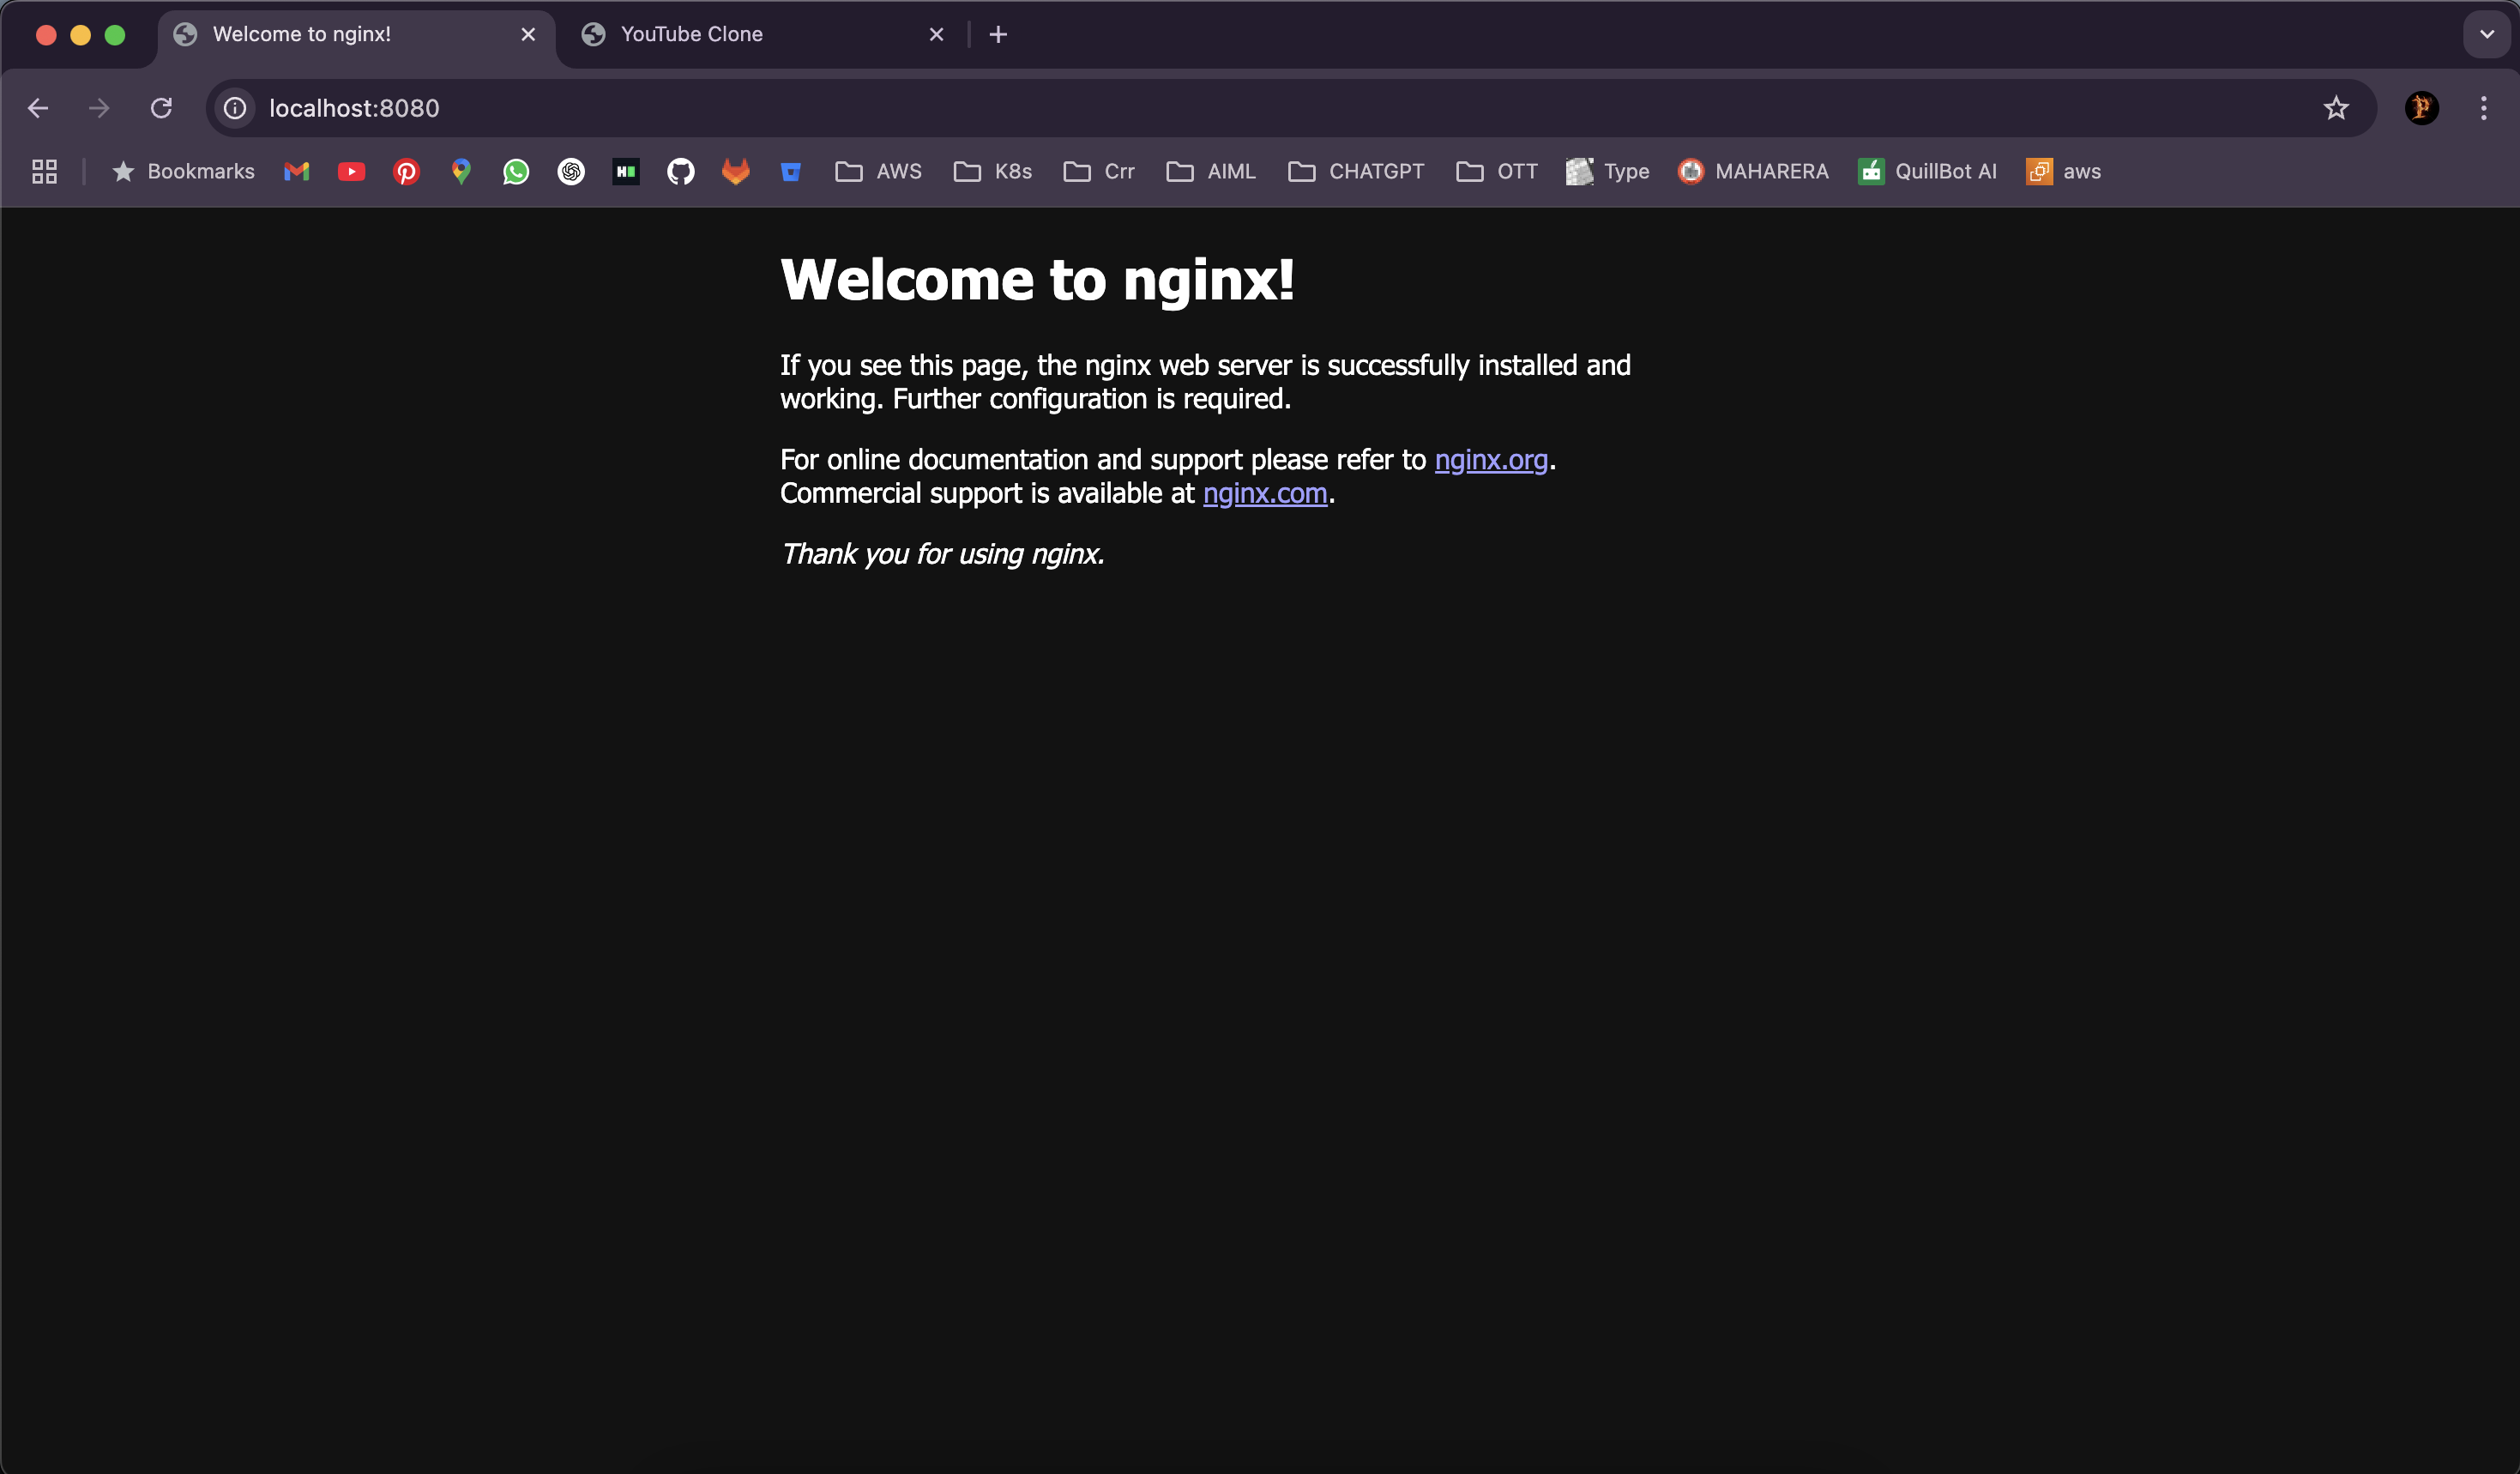 Welcome to nginx!
YouTube Clone
localhost:8080
Bookmarks
AWS
K8s
Crr
AIML
CHATGPT
OTT
Type
MAHARERA
QuillBot AI
aws
Welcome to nginx!
If you see this page, the nginx web server is successfully installed and
working. Further configuration is required.
For online documentation and support please refer to nginx.org.
Commercial support is available at nginx.com.
Thank you for using nginx.